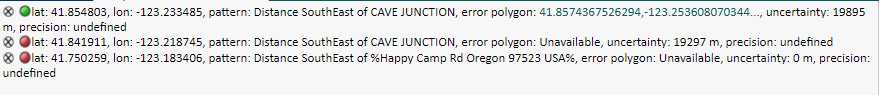 lat: 41.854803, lon: -123.233485, pattern: Distance SouthEast of CAVE JUNCTION, error polygon: 41.8574367526294,-123.253608070344..., uncertainty: 19895
m, precision: undefined
lat: 41.841911, lon: -123.218745, pattern: Distance SouthEast of CAVE JUNCTION, error polygon: Unavailable, uncertainty: 19297 m, precision: undefined
lat: 41.750259, lon: -123.183406, pattern: Distance SouthEast of %Happy Camp Rd Oregon 97523 USA%, error polygon: Unavailable, uncertainty: 0 m, precision:
undefined